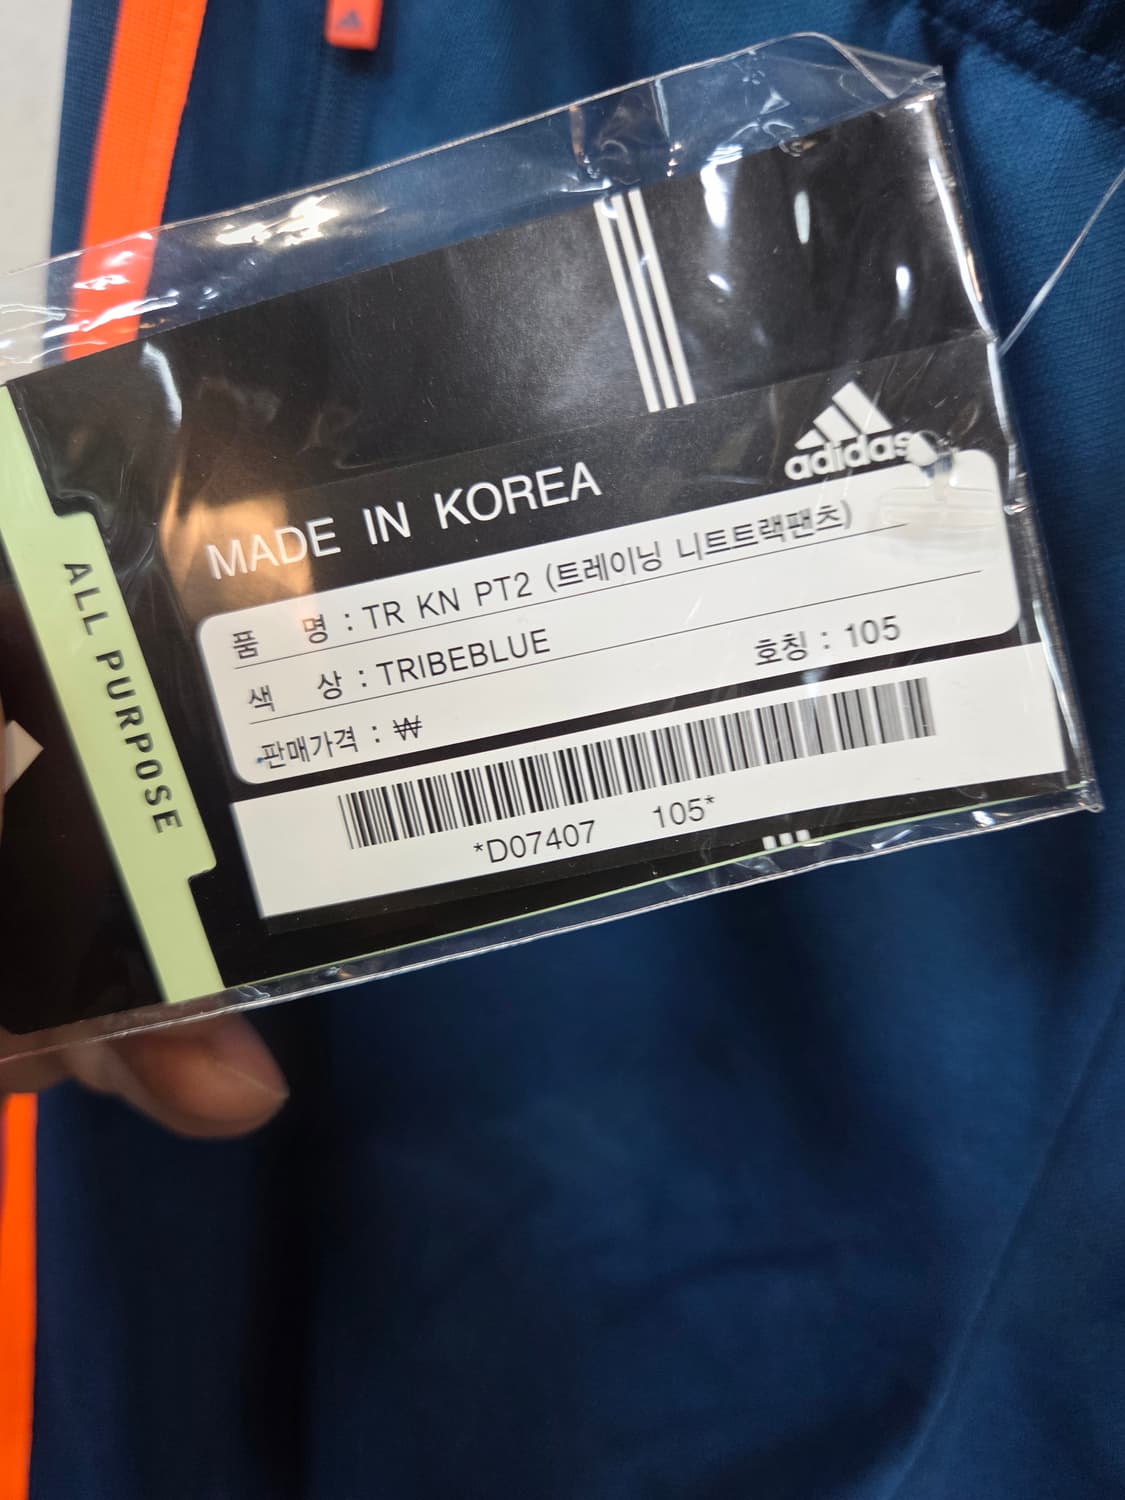 adidas
MADE IN KOREA
품 명 : TR KN PT2 (트레이닝 니트트랙팬츠)
색 상 : TRIBEBLUE
호칭 : 105
판매가격 : ₩
*D07407 105*
ALL PURPOSE